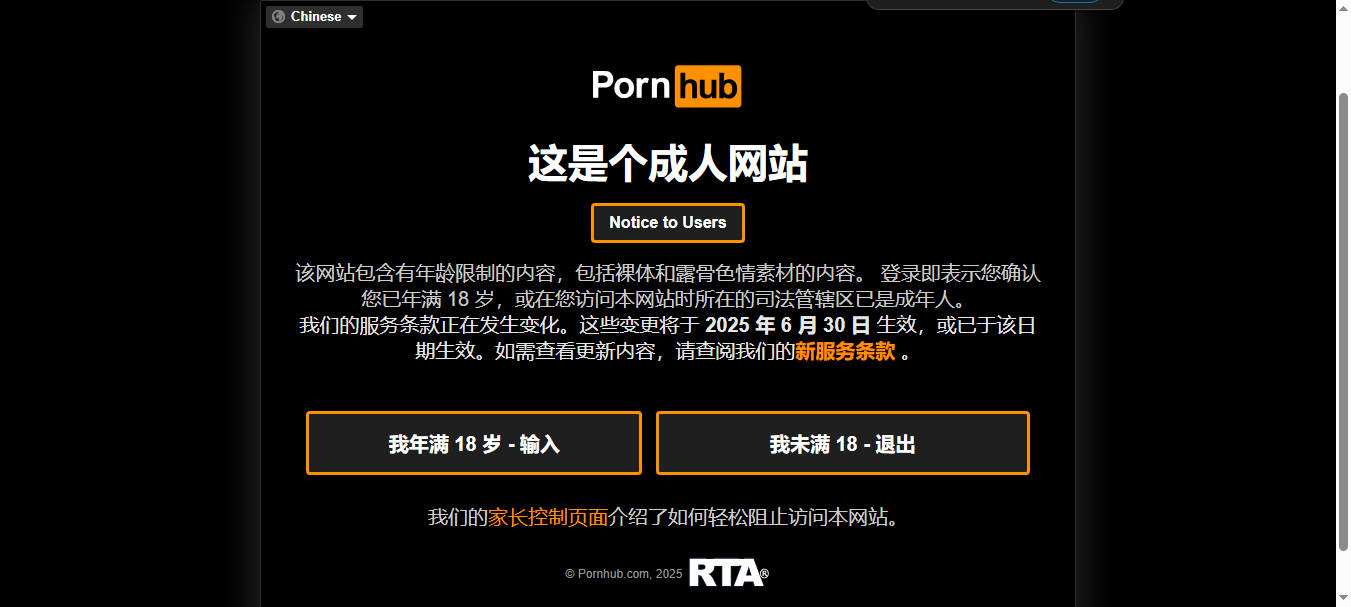 Chinese
Pornhub
这是个成人网站
Notice to Users
该网站包含有年龄限制的内容，包括裸体和露骨色情素材的内容。 登录即表示您确认
您已年满 18 岁，或在您访问本网站时所在的司法管辖区已是成年人。
我们的服务条款正在发生变化。这些变更将于 2025 年 6 月 30 日 生效，或已于该日
期生效。如需查看更新内容，请查阅我们的新服务条款 。
我年满 18 岁 - 输入
我未满 18 - 退出
我们的家长控制页面介绍了如何轻松阻止访问本网站。
© Pornhub.com, 2025 RTA®